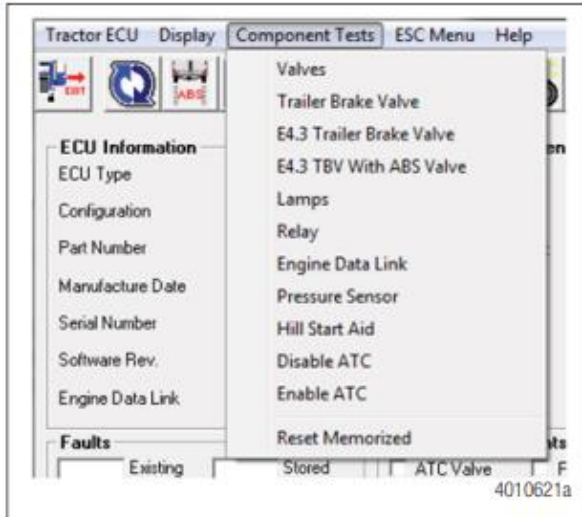 Tractor ECU Display Component Tests ESC Menu Help
EXIT
ABS
Valves
Trailer Brake Valve
E4.3 Trailer Brake Valve
E4.3 TBV With ABS Valve
Lamps
Relay
Engine Data Link
Pressure Sensor
Hill Start Aid
Disable ATC
Enable ATC
Reset Memorized
ECU Information
ECU Type
Configuration
Part Number
Manufacture Date
Serial Number
Software Rev.
Engine Data Link
Faults
Existing Stored ATC Valve
4010621a